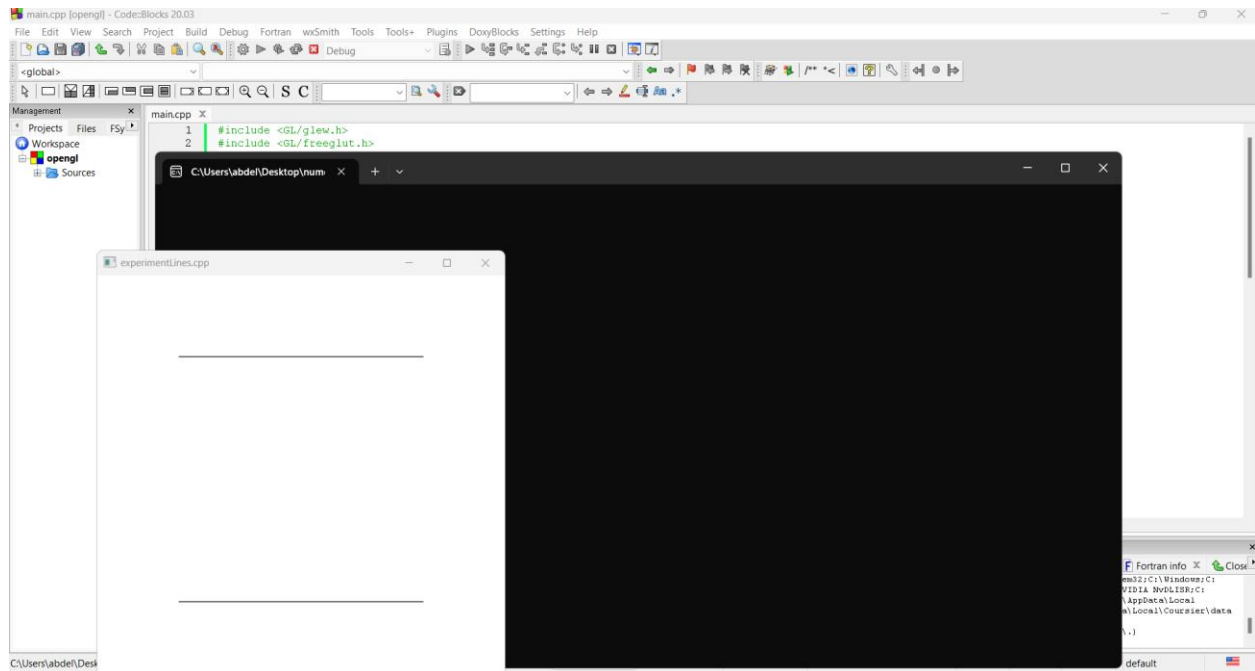 main.cpp [opengl] - Code::Blocks 20.03
File Edit View Search Project Build Debug Fortran wxSmith Tools Tools+ Plugins DoxyBlocks Settings Help
Debug
<global>
/** *<
S C
Management
main.cpp X
Projects Files FSy
1 #include <GL/glew.h>
2 #include <GL/freeglut.h>
Workspace
opengl
Sources
C:\Users\abdel\Desktop\num
experimentLines.cpp
Fortran info X Close
em32;C:\Windows;C:
VIDIA NvDLISR;C:
\AppData\Local
a\Local\Coursier\data
\.)
C:\Users\abdel\Desk
default